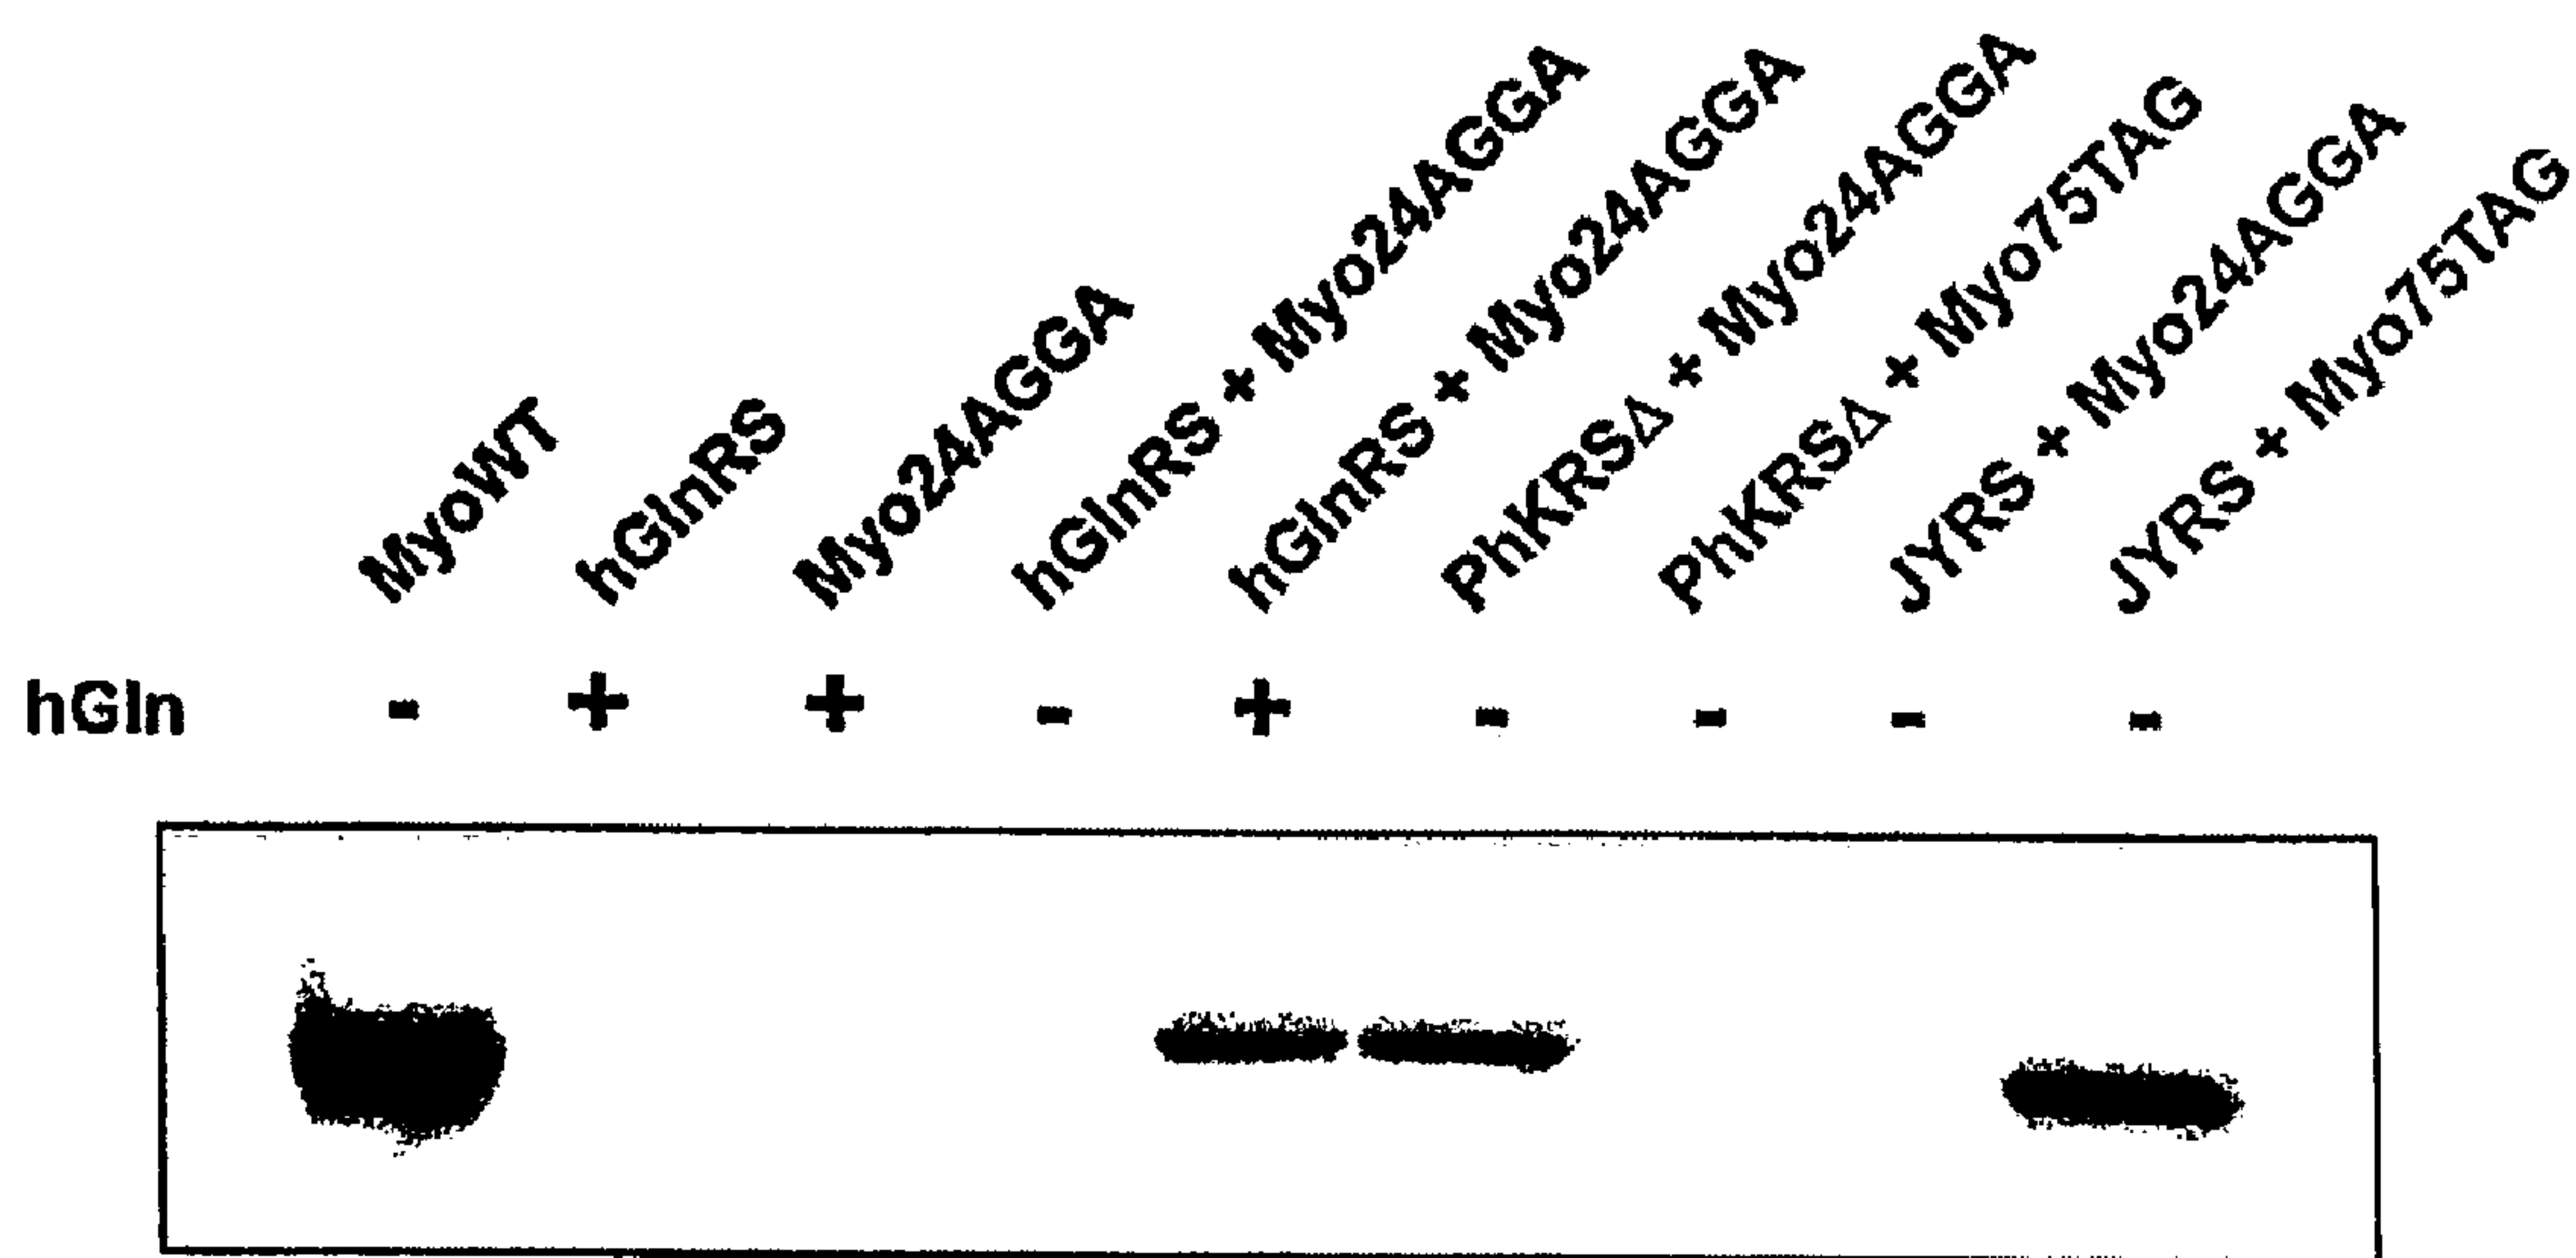 MyoWT
hGlnRS
Myo24AGGA
hGlnRS + Myo24AGGA
hGlnRS + Myo24AGGA
PhKRSΔ + Myo24AGGA
PhKRSΔ + Myo75TAG
JYRS + Myo24AGGA
JYRS + Myo75TAG
hGln - + + - + - - - -